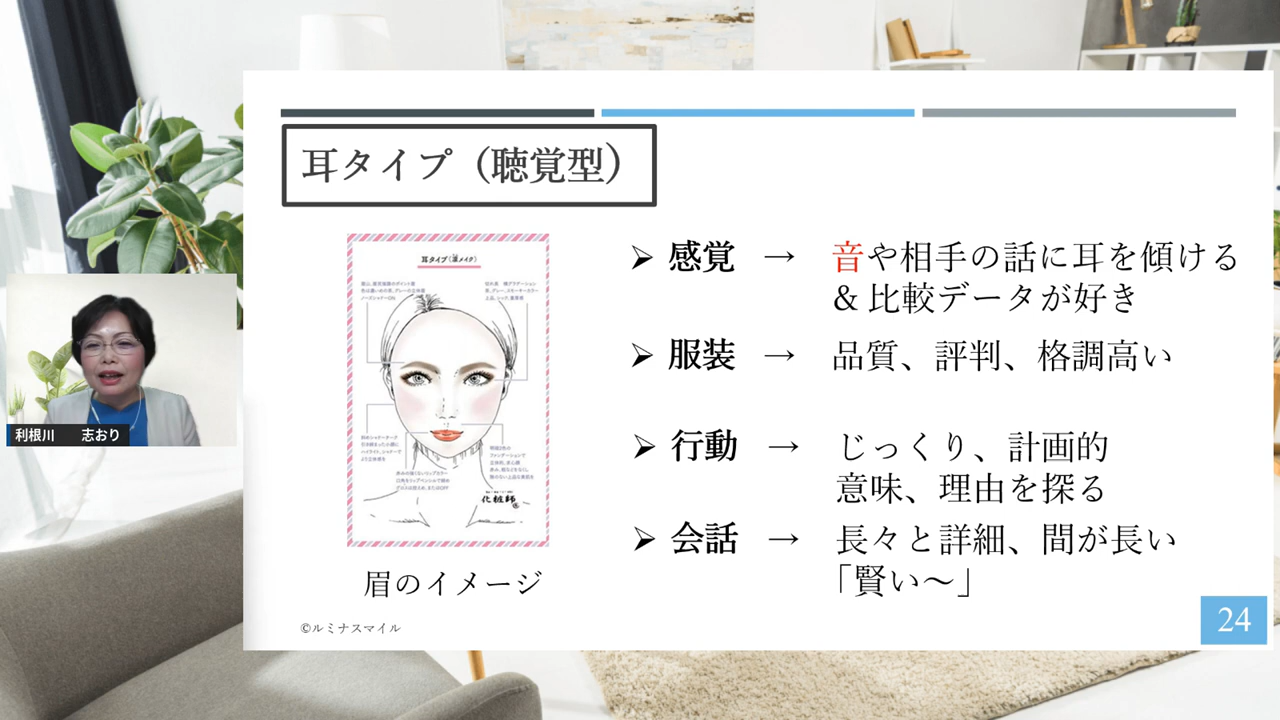 耳タイプ（聴覚型）
耳タイプ（凛メイク）
➢ 感覚 → 音や相手の話に耳を傾ける
& 比較データが好き
➢ 服装 → 品質、評判、格調高い
➢ 行動 → じっくり、計画的
意味、理由を探る
➢ 会話 → 長々と詳細、間が長い
「賢い～」
化粧師
眉のイメージ
©ルミナスマイル
24
利根川 志おり